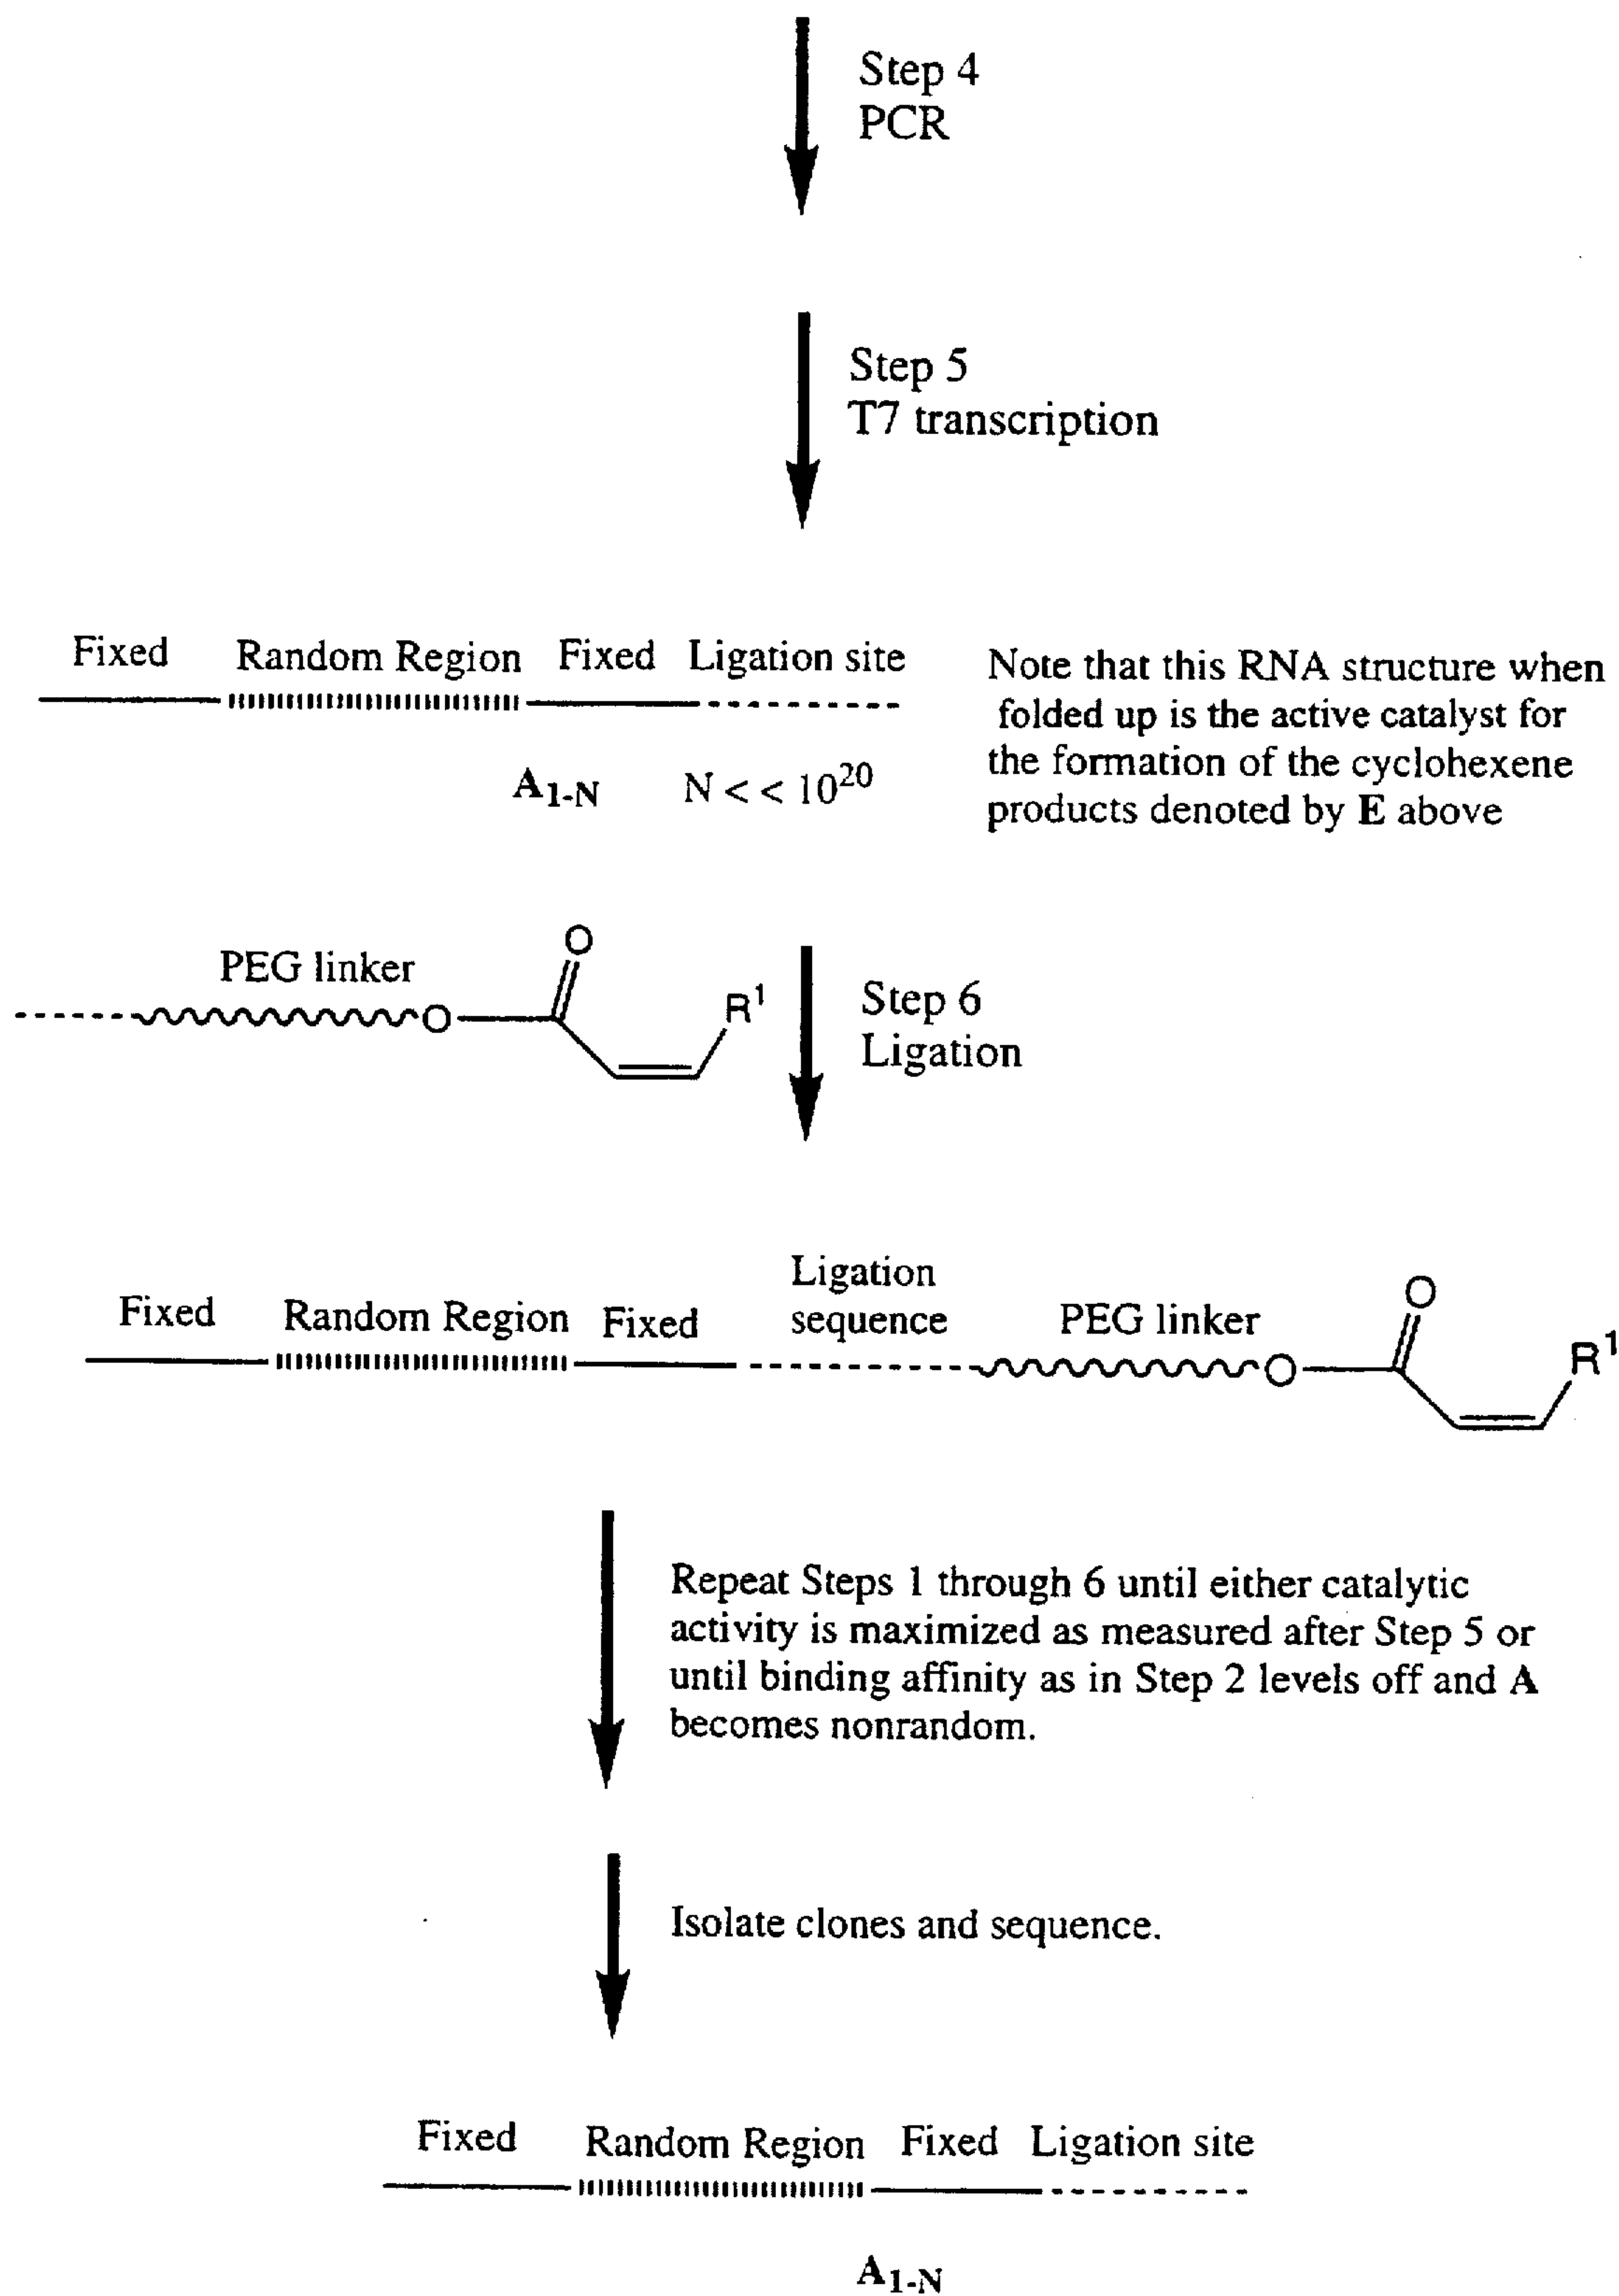 Step 4
PCR
Step 5
T7 transcription
Fixed Random Region Fixed Ligation site
Note that this RNA structure when
folded up is the active catalyst for
the formation of the cyclohexene
products denoted by E above
A1-N N < < 10^20
PEG linker
O
O
R^1
Step 6
Ligation
Fixed Random Region Fixed
Ligation
sequence
PEG linker
O
O
R^1
Repeat Steps 1 through 6 until either catalytic
activity is maximized as measured after Step 5 or
until binding affinity as in Step 2 levels off and A
becomes nonrandom.
Isolate clones and sequence.
Fixed Random Region Fixed Ligation site
A1-N